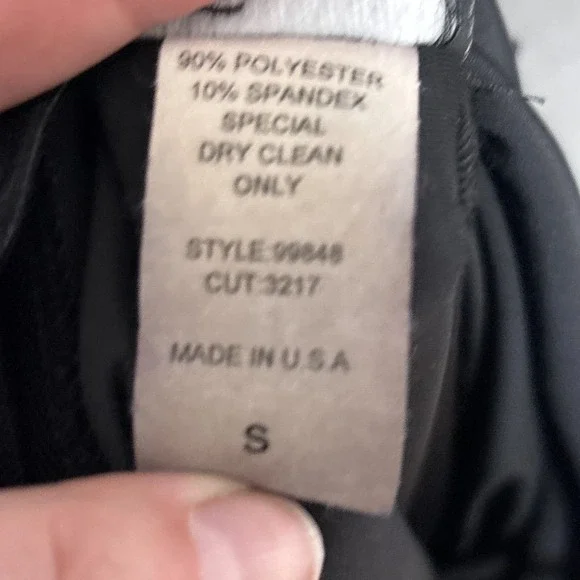 90% POLYESTER
10% SPANDEX
SPECIAL
DRY CLEAN
ONLY
STYLE:99848
CUT:3217
MADE IN U.S.A
S